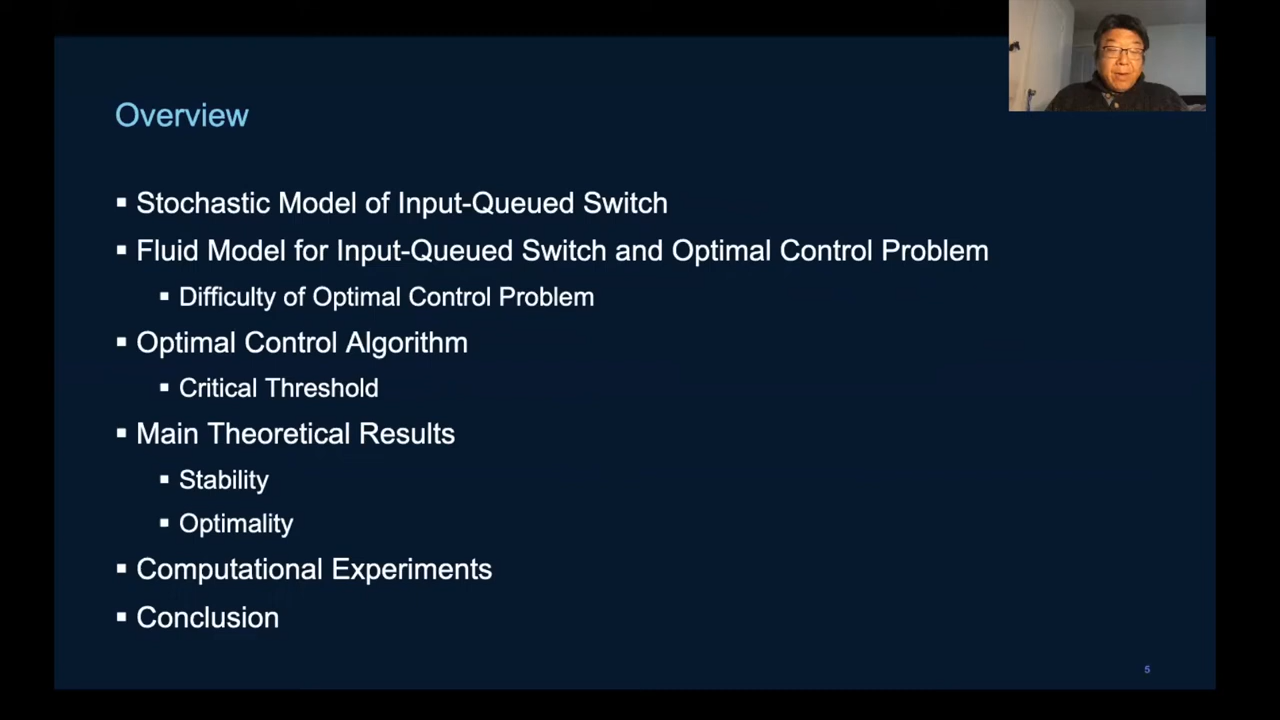 Overview
▪ Stochastic Model of Input-Queued Switch
▪ Fluid Model for Input-Queued Switch and Optimal Control Problem
▪ Difficulty of Optimal Control Problem
▪ Optimal Control Algorithm
▪ Critical Threshold
▪ Main Theoretical Results
▪ Stability
▪ Optimality
▪ Computational Experiments
▪ Conclusion
5